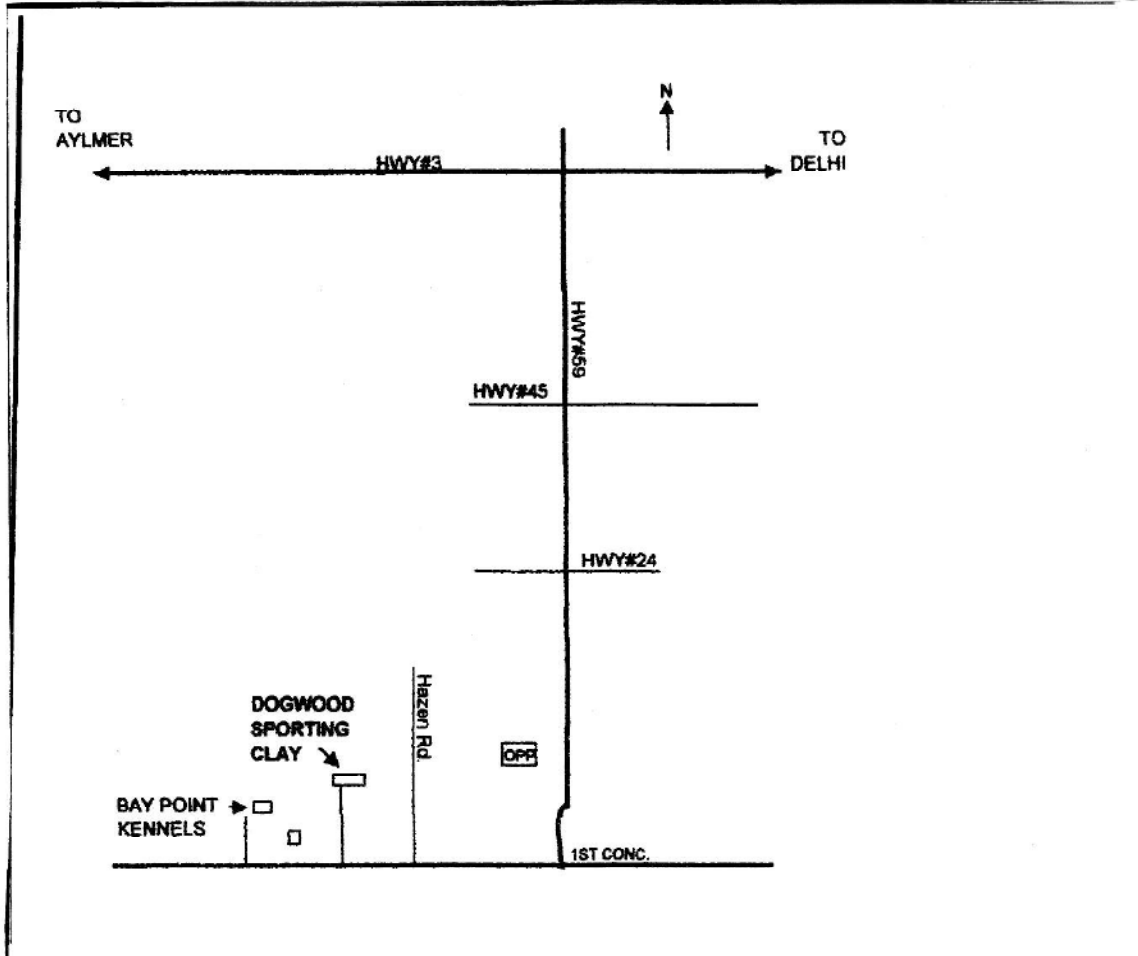 N
TO
AYLMER
TO
DELHI
HWY#3
HWY#59
HWY#45
HWY#24
Hazen Rd.
DOGWOOD
SPORTING
CLAY
OPP
BAY POINT
KENNELS
1ST CONC.